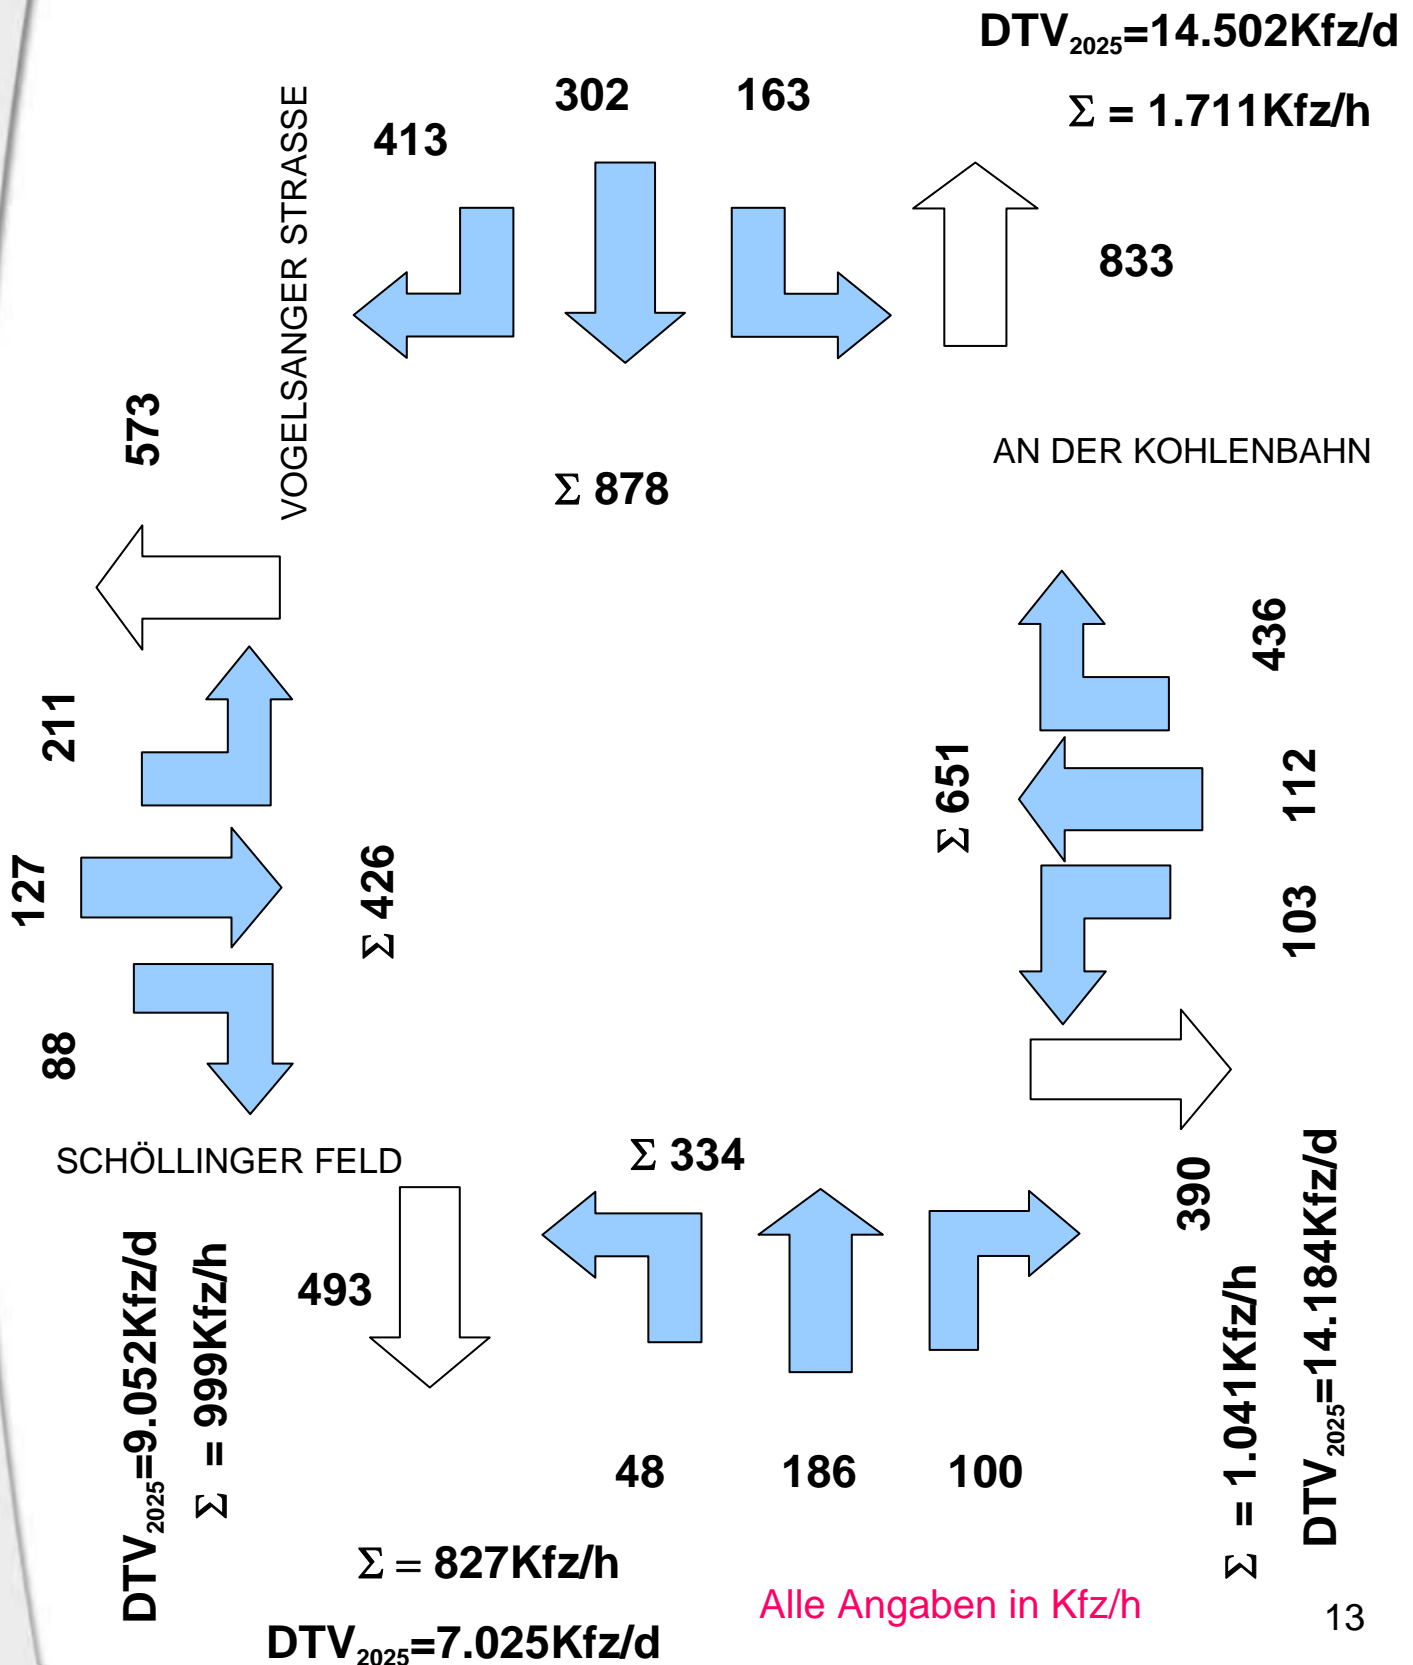 DTV2025=14.502Kfz/d
Σ = 1.711Kfz/h
302
163
413
833
VOGELSANGER STRASSE
573
AN DER KOHLENBAHN
Σ 878
436
211
Σ 651
112
127
Σ 426
103
88
SCHÖLLINGER FELD
Σ 334
390
493
DTV2025=9.052Kfz/d
Σ = 999Kfz/h
Σ = 1.041Kfz/h
DTV2025=14.184Kfz/d
48
186
100
Σ = 827Kfz/h
DTV2025=7.025Kfz/d
Alle Angaben in Kfz/h
13